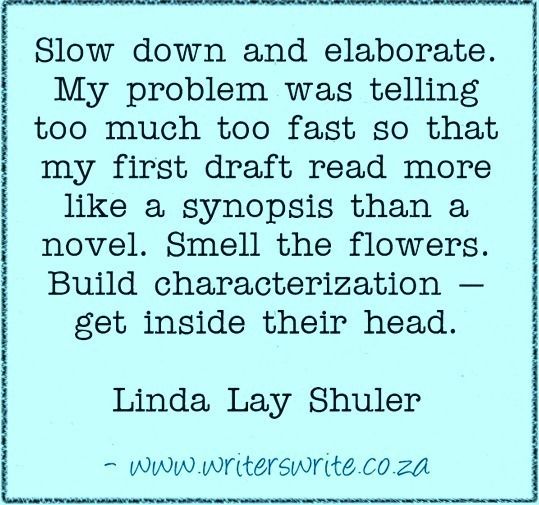 Slow down and elaborate.
My problem was telling
too much too fast so that
my first draft read more
like a synopsis than a
novel. Smell the flowers.
Build characterization —
get inside their head.
Linda Lay Shuler
- www.writerswrite.co.za